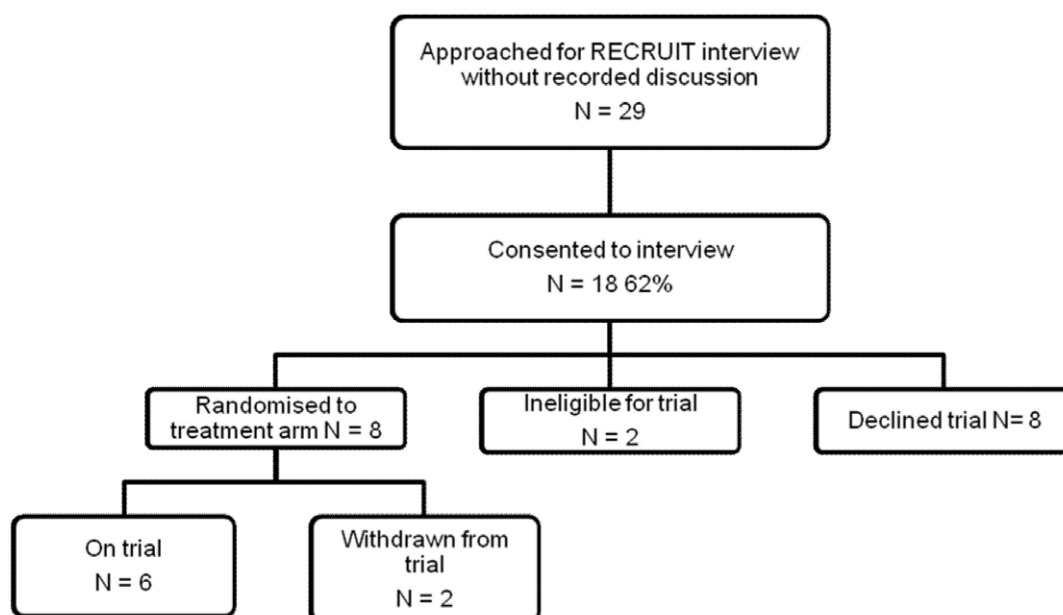 Approached for RECRUIT interview
without recorded discussion
N = 29
Consented to interview
N = 18 62%
Randomised to
treatment arm N = 8
Ineligible for trial
N = 2
Declined trial N= 8
On trial
N = 6
Withdrawn from
trial
N = 2